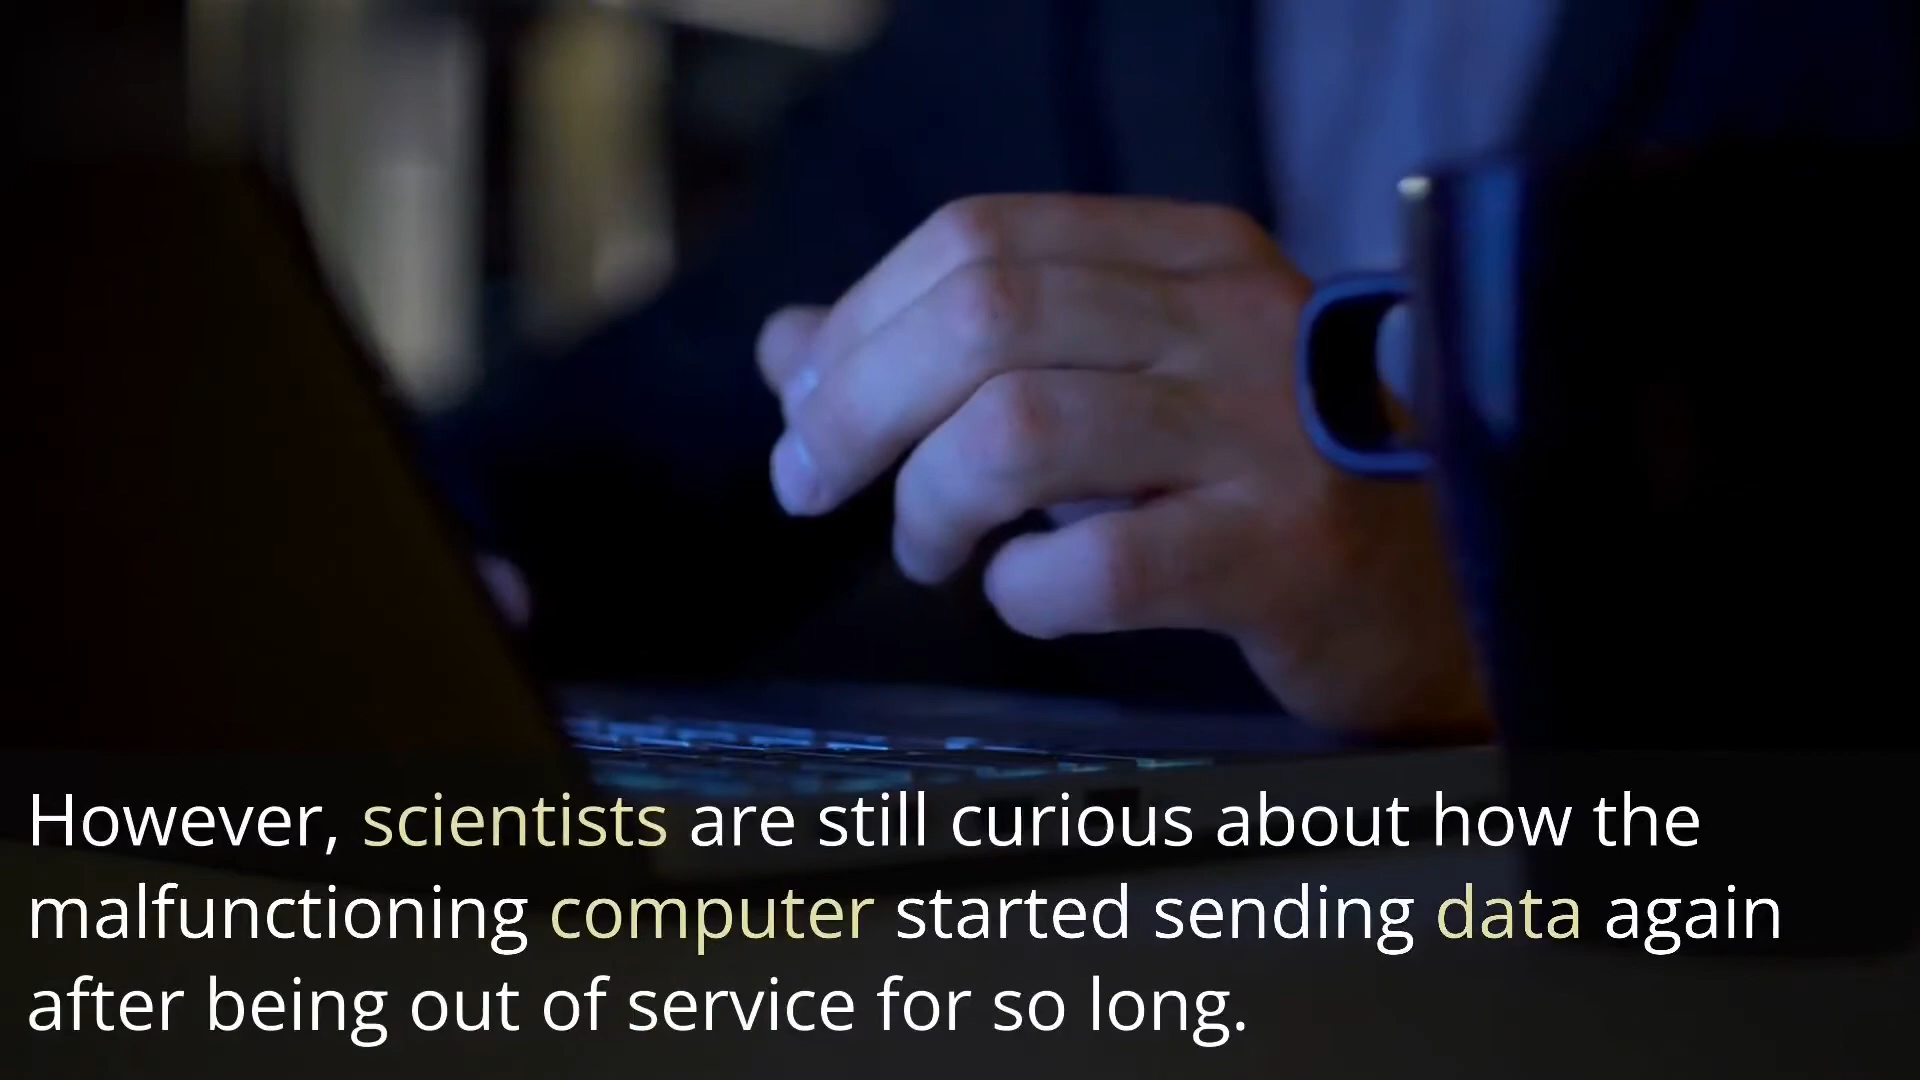 However, scientists are still curious about how the
malfunctioning computer started sending data again
after being out of service for so long.